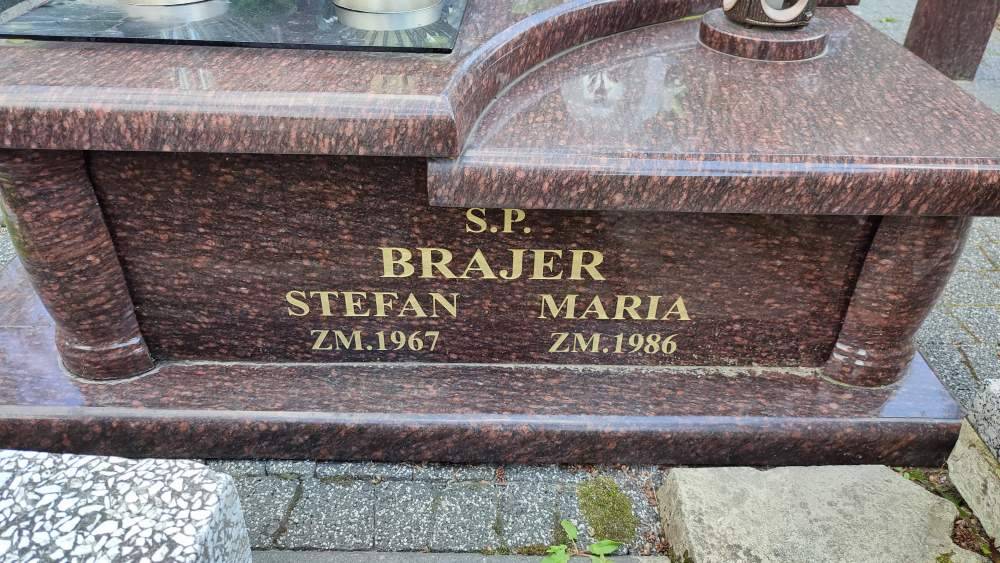 S.P.
BRAJER
STEFAN MARIA
ZM.1967 ZM.1986